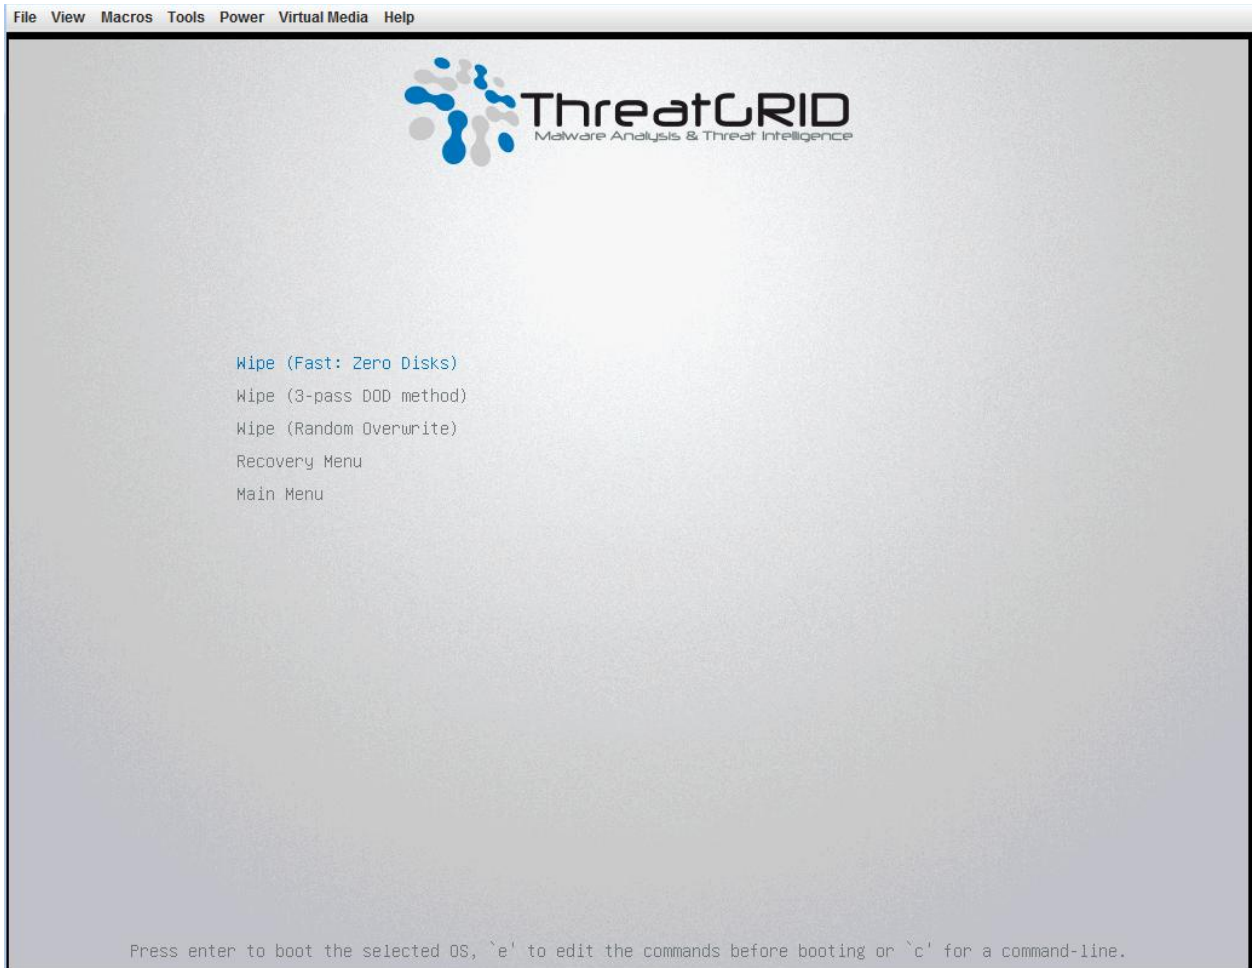 File View Macros Tools Power Virtual Media Help
ThreatGRID
Malware Analysis & Threat Intelligence
Wipe (Fast: Zero Disks)
Wipe (3-pass DOD method)
Wipe (Random Overwrite)
Recovery Menu
Main Menu
Press enter to boot the selected OS, `e' to edit the commands before booting or `c' for a command-line.